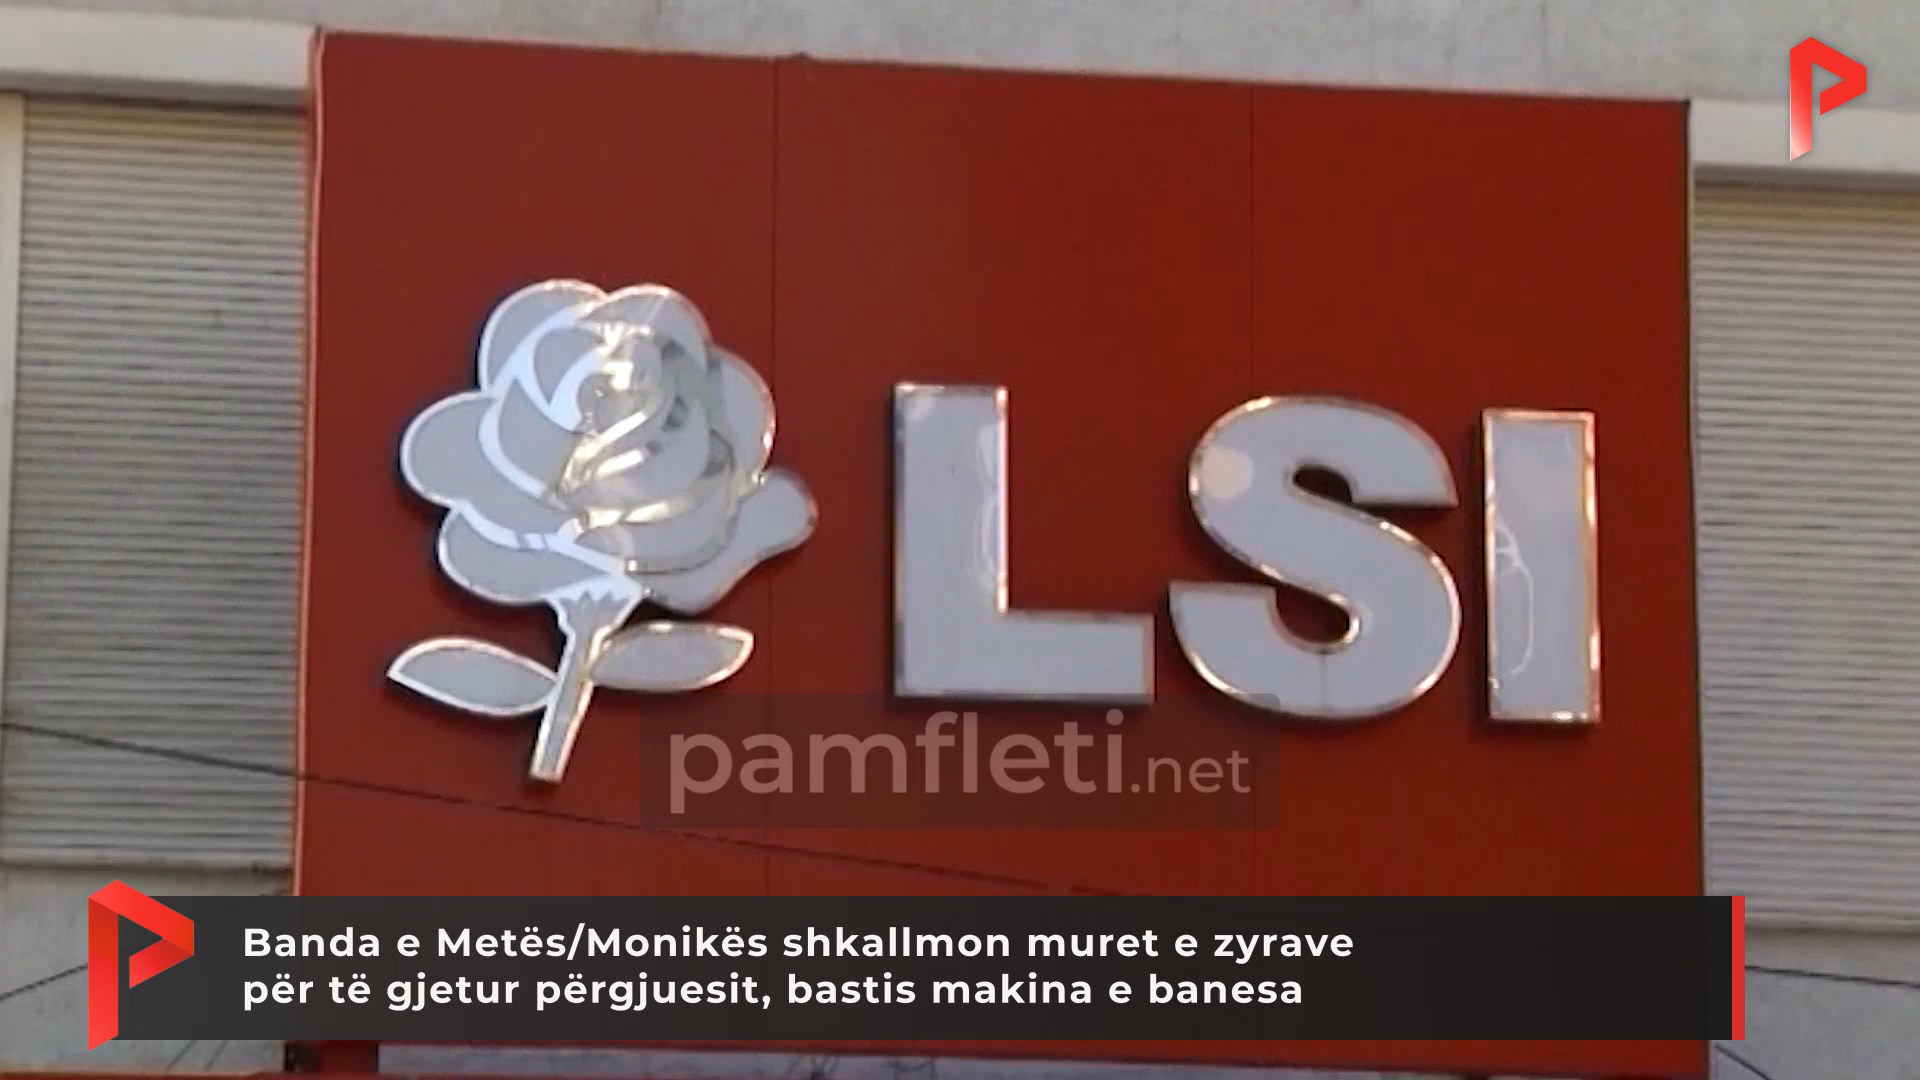 LSI
pamfleti.net
Banda e Metës/Monikës shkallmon muret e zyrave
për të gjetur përgjuesit, bastis makina e banesa